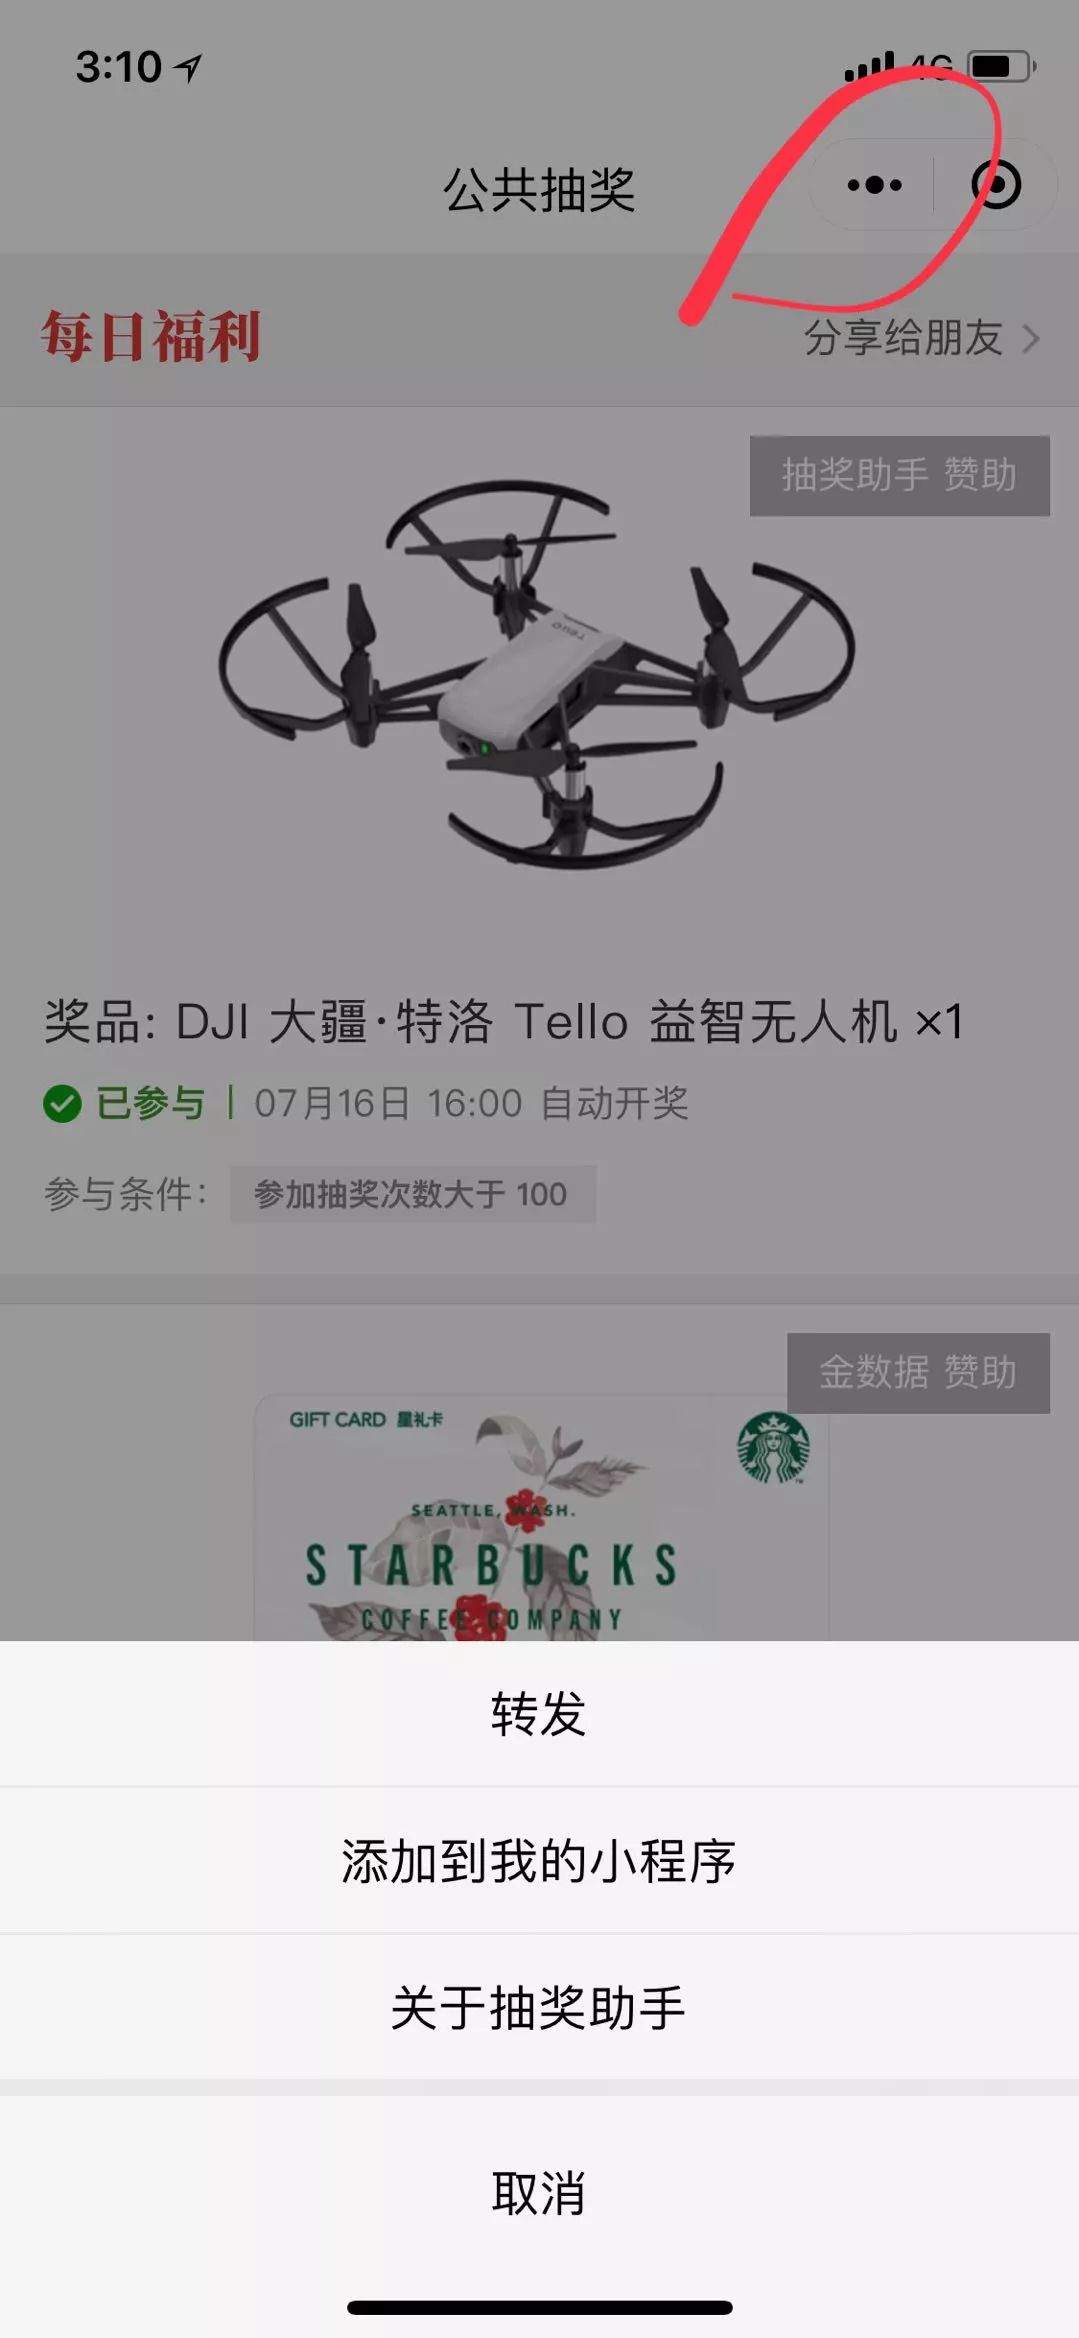 3:10
4G
公共抽奖
每日福利
分享给朋友
抽奖助手 赞助
Tello
奖品: DJI 大疆·特洛 Tello 益智无人机 ×1
已参与
07月16日 16:00 自动开奖
参与条件:
参加抽奖次数大于 100
金数据 赞助
GIFT CARD 星礼卡
SEATTLE, WASH.
STARBUCKS
COFFEE COMPANY
转发
添加到我的小程序
关于抽奖助手
取消